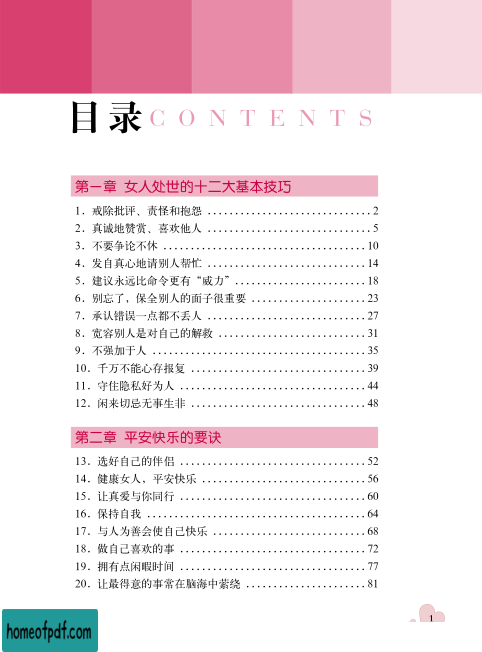 目录 CONTENTS
第一章 女人处世的十二大基本技巧
1. 戒除批评、责怪和抱怨 .............................. 2
2. 真诚地赞赏、喜欢他人 .............................. 5
3. 不要争论不休 ..................................... 10
4. 发自真心地请别人帮忙 ............................. 14
5. 建议永远比命令更有“威力” ........................ 18
6. 别忘了，保全别人的面子很重要 ..................... 23
7. 承认错误一点都不丢人 ............................. 27
8. 宽容别人是对自己的解救 ........................... 31
9. 不强加于人 ....................................... 35
10. 千万不能心存报复 ................................ 39
11. 守住隐私好为人 .................................. 44
12. 闲来切忌无事生非 ................................ 48
第二章 平安快乐的要诀
13. 选好自己的伴侣 .................................. 52
14. 健康女人，平安快乐 .............................. 56
15. 让真爱与你同行 .................................. 60
16. 保持自我 ........................................ 64
17. 与人为善会使自己快乐 ............................ 68
18. 做自己喜欢的事 .................................. 72
19. 拥有点闲暇时间 .................................. 77
20. 让最得意的事常在脑海中萦绕 ...................... 81
1
homeofpdf.com